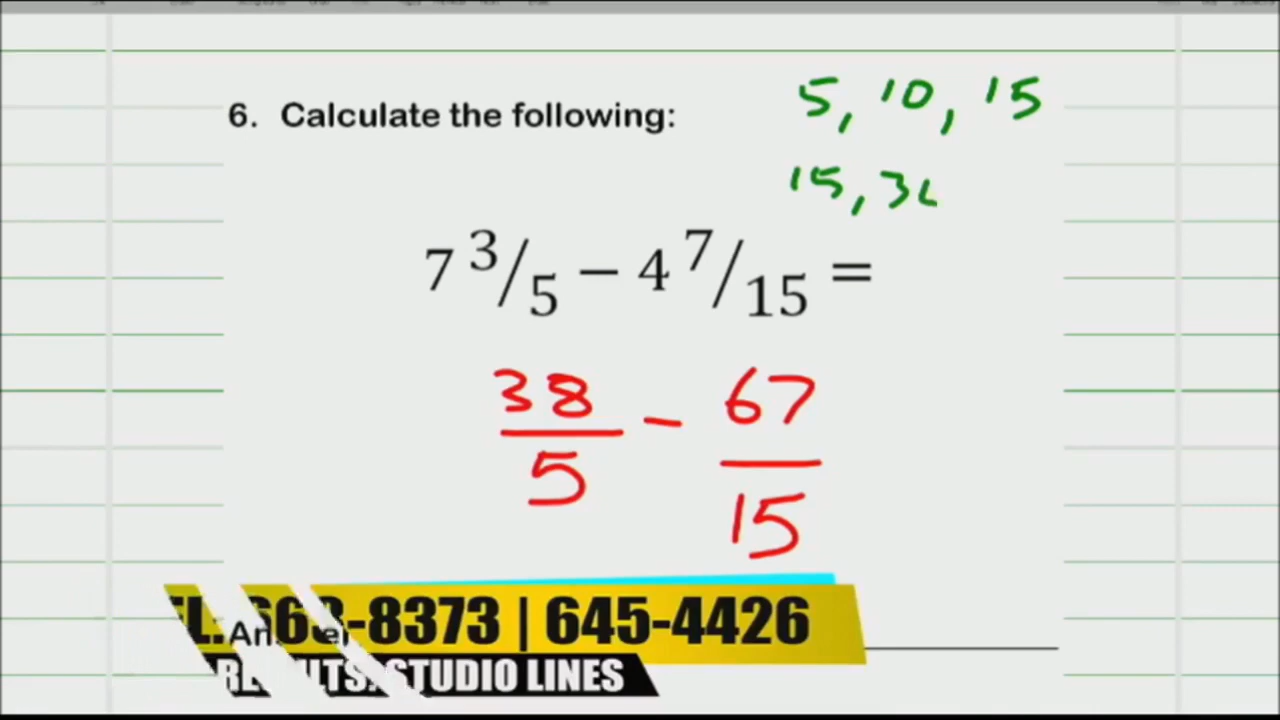 6. Calculate the following:
5, 10, 15
15, 30
7 3/5 − 4 7/15 =
38/5 - 67/15
663-8373 | 645-4426
RESULTS: STUDIO LINES